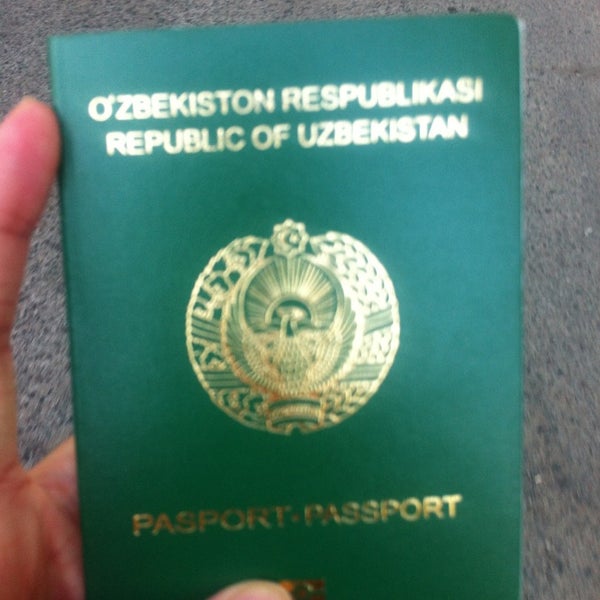 O'ZBEKISTON RESPUBLIKASI
REPUBLIC OF UZBEKISTAN
PASPORT-PASSPORT